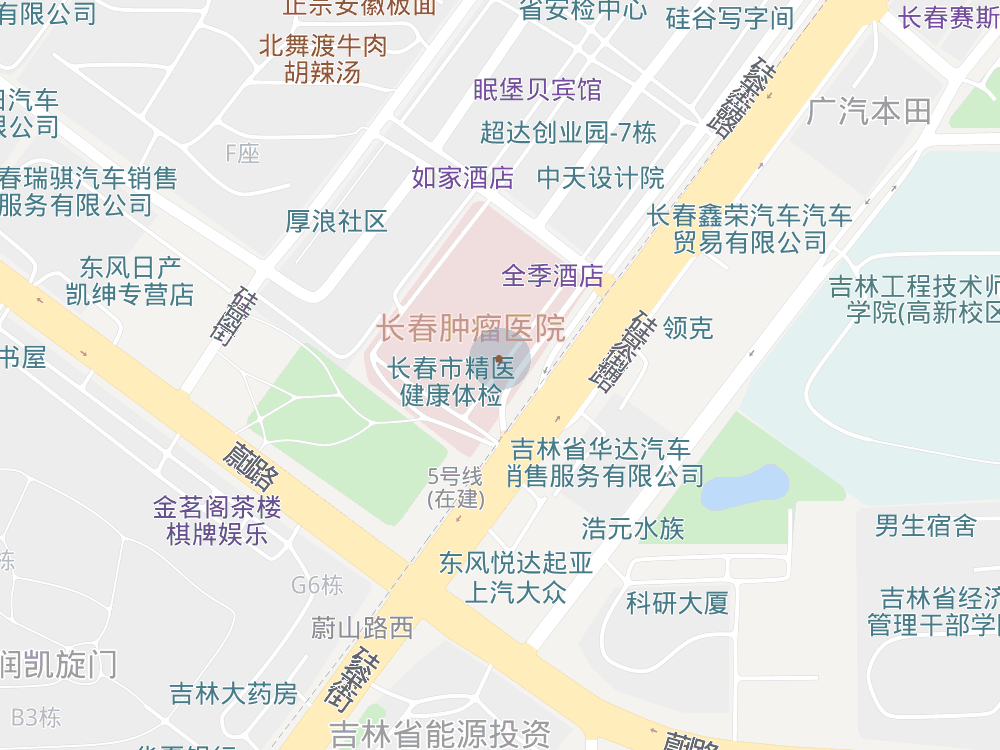 有限公司
正宗安徽板面
省安检中心
硅谷写字间
长春赛斯
北舞渡牛肉
胡辣汤
眠堡贝宾馆
广汽本田
超达创业园-7栋
田汽车
限公司
F座
如家酒店
中天设计院
春瑞骐汽车销售
服务有限公司
厚浪社区
长春鑫荣汽车汽车
贸易有限公司
东风日产
凯绅专营店
全季酒店
吉林工程技术师
学院(高新校区
长春肿瘤医院
领克
书屋
长春市精医
健康体检
吉林省华达汽车
肖售服务有限公司
5号线
(在建)
金茗阁茶楼
棋牌娱乐
浩元水族
男生宿舍
栋
东风悦达起亚
上汽大众
G6栋
科研大厦
吉林省经济
管理干部学院
蔚山路西
润凯旋门
吉林大药房
B3栋
吉林省能源投资